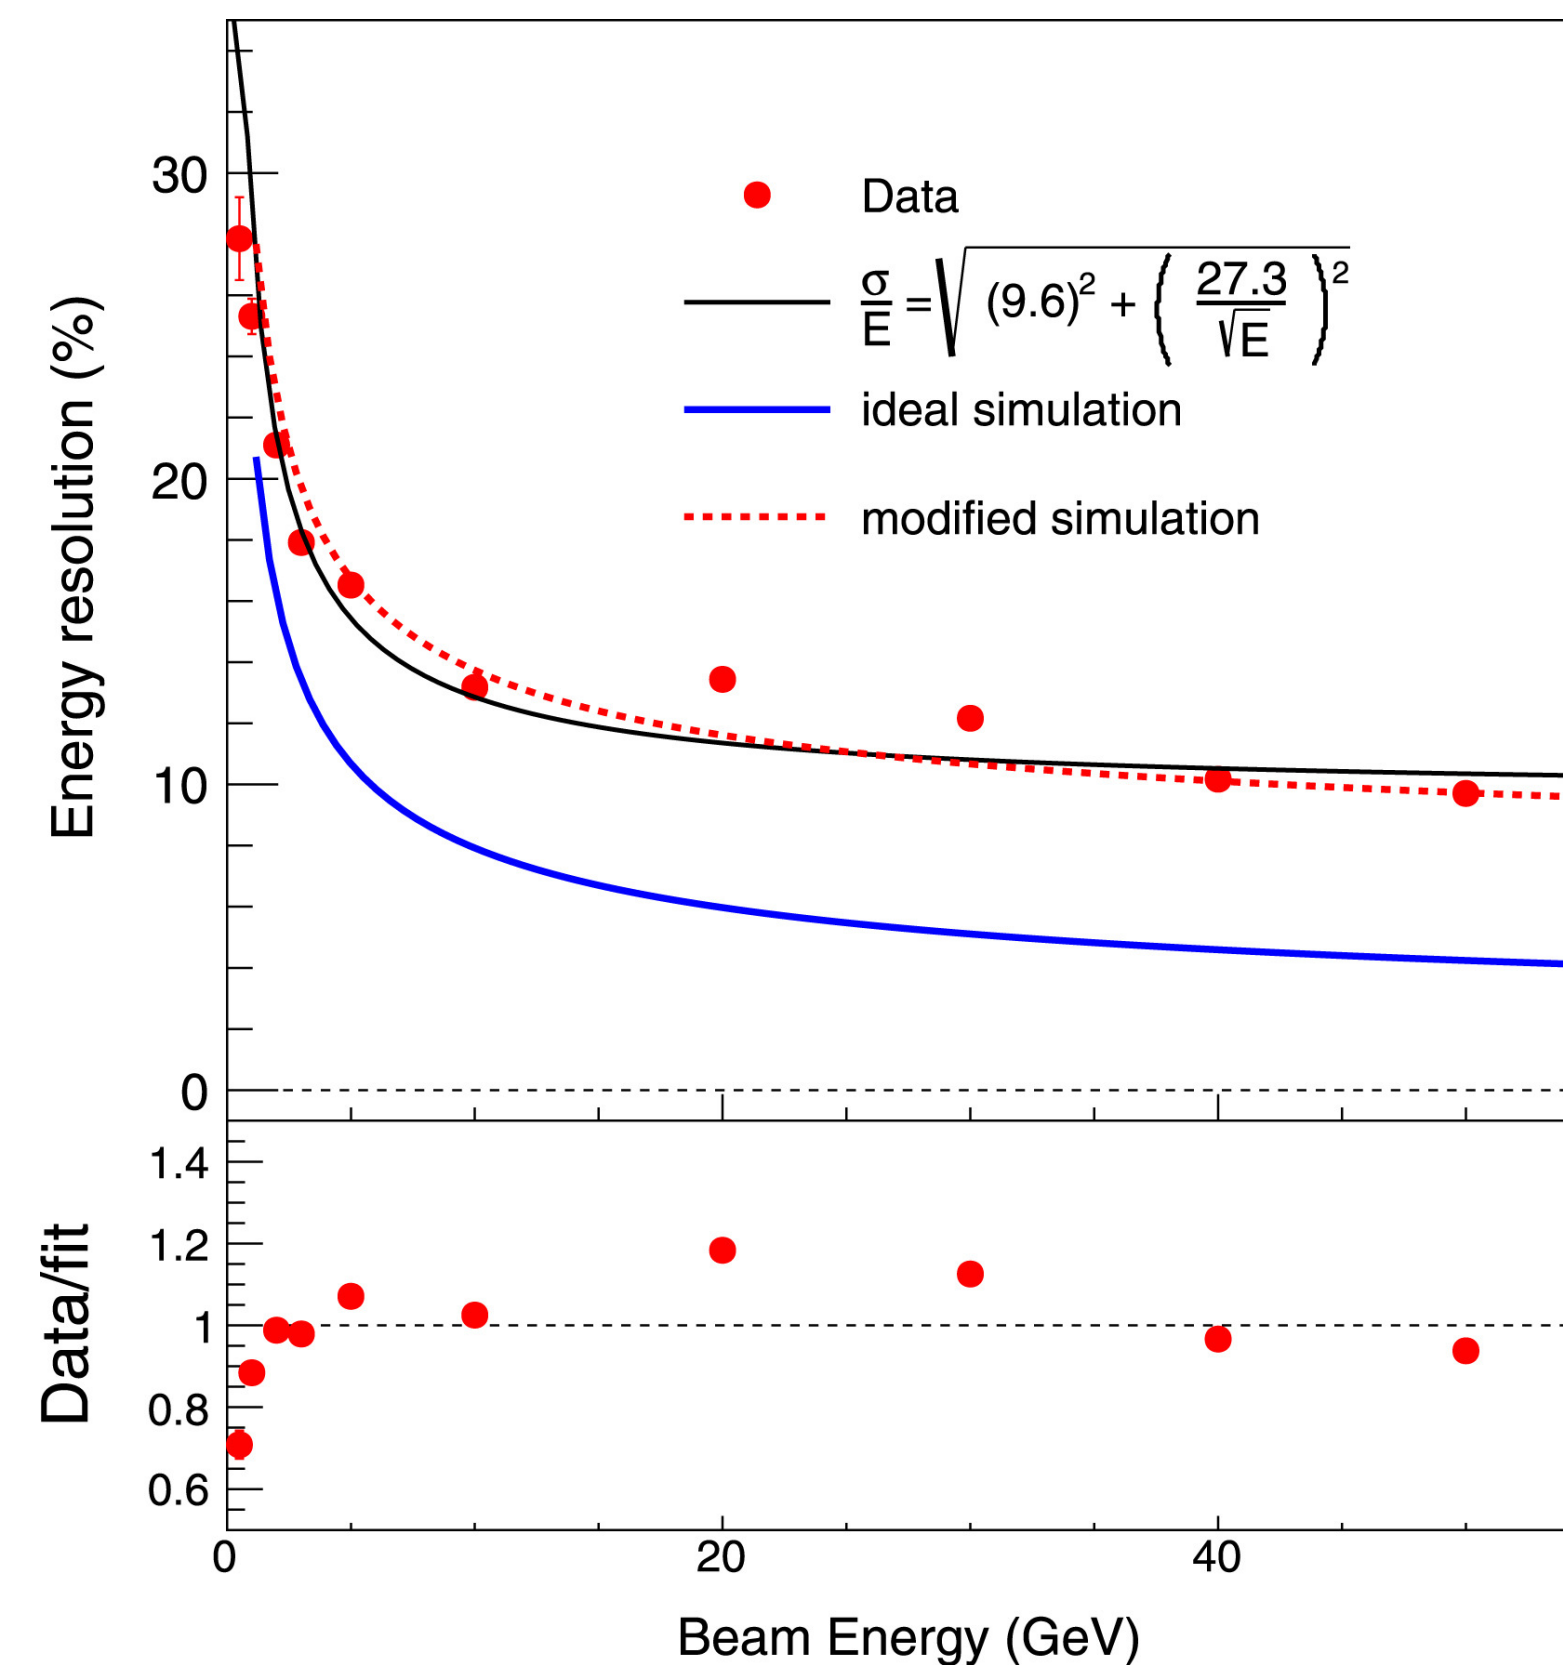 Energy resolution (%)
30
20
10
0
Data
σ/E = √((9.6)² + (27.3/√E)²)
ideal simulation
modified simulation
Data/fit
1.4
1.2
1
0.8
0.6
0
20
40
Beam Energy (GeV)